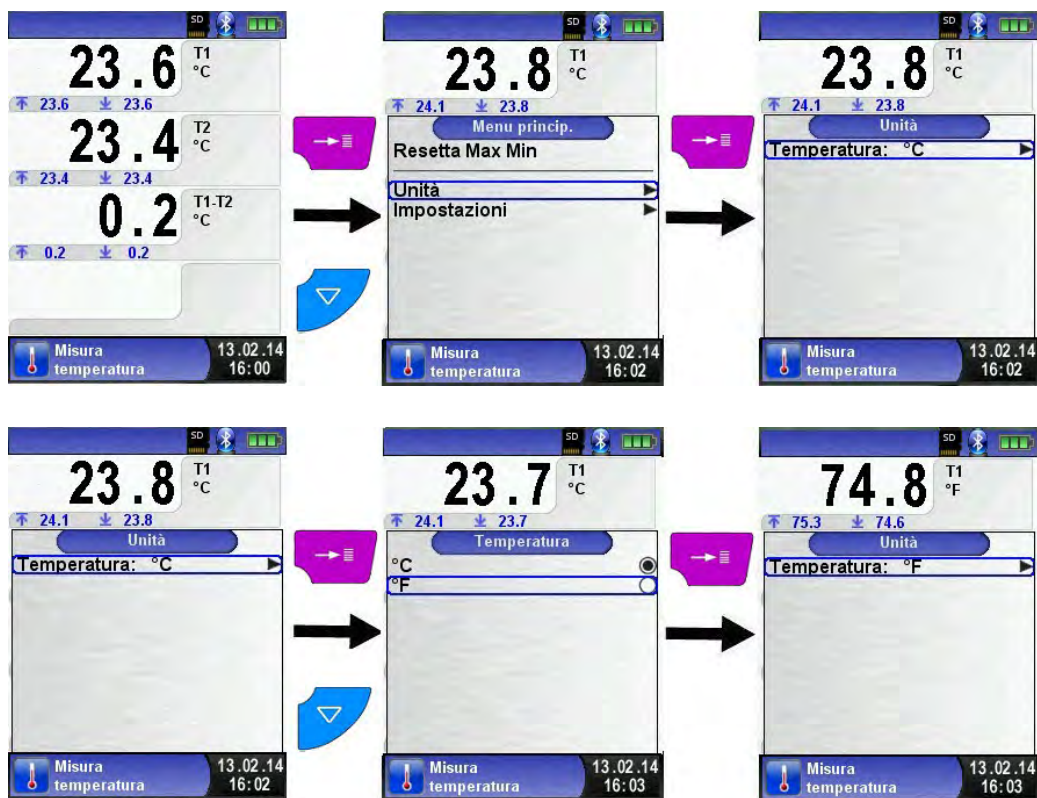 SD
23.6 T1 °C
23.6 23.6
23.4 T2 °C
23.4 23.4
0.2 T1-T2 °C
0.2 0.2
Misura temperatura
13.02.14 16:00
SD
23.8 T1 °C
24.1 23.8
Menu princip.
Resetta Max Min
Unità
Impostazioni
Misura temperatura
13.02.14 16:02
SD
23.8 T1 °C
24.1 23.8
Unità
Temperatura: °C
Misura temperatura
13.02.14 16:02
SD
23.8 T1 °C
24.1 23.8
Unità
Temperatura: °C
Misura temperatura
13.02.14 16:02
SD
23.7 T1 °C
24.1 23.7
Temperatura
°C
°F
Misura temperatura
13.02.14 16:03
SD
74.8 T1 °F
75.3 74.6
Unità
Temperatura: °F
Misura temperatura
13.02.14 16:03